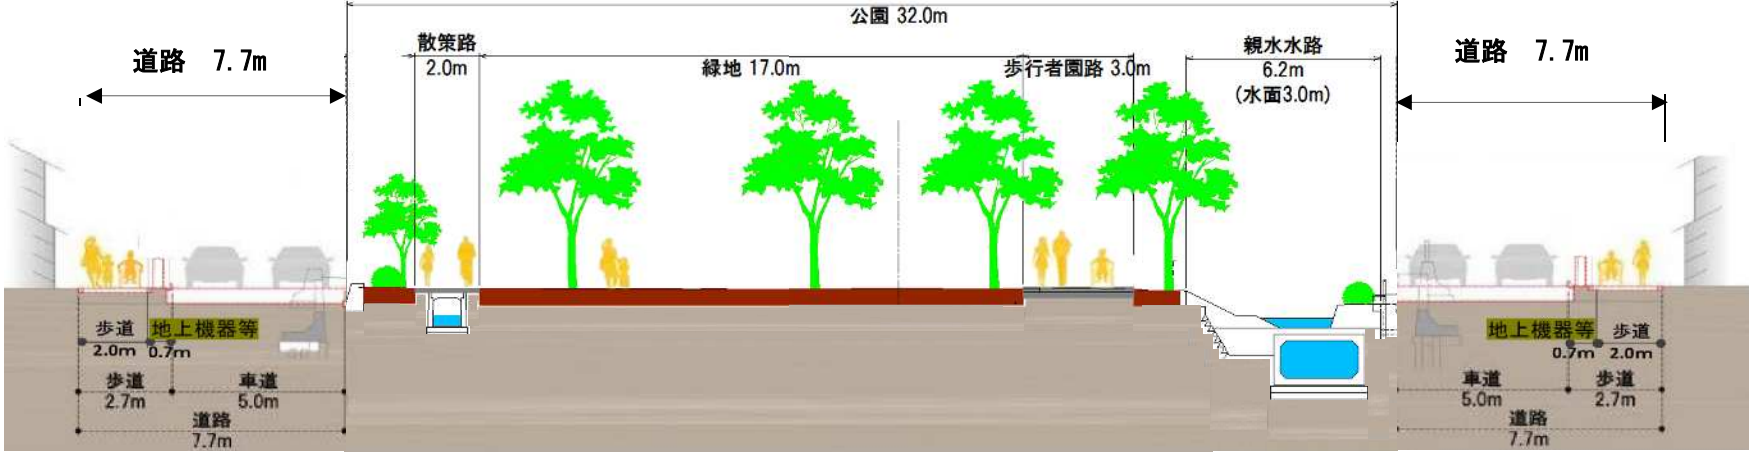 公園 32.0m
道路 7.7m
散策路
2.0m
緑地 17.0m
歩行者園路 3.0m
親水水路
6.2m
(水面3.0m)
道路 7.7m
歩道
地上機器等
2.0m
0.7m
歩道
2.7m
車道
5.0m
道路
7.7m
地上機器等
歩道
0.7m
2.0m
車道
5.0m
歩道
2.7m
道路
7.7m